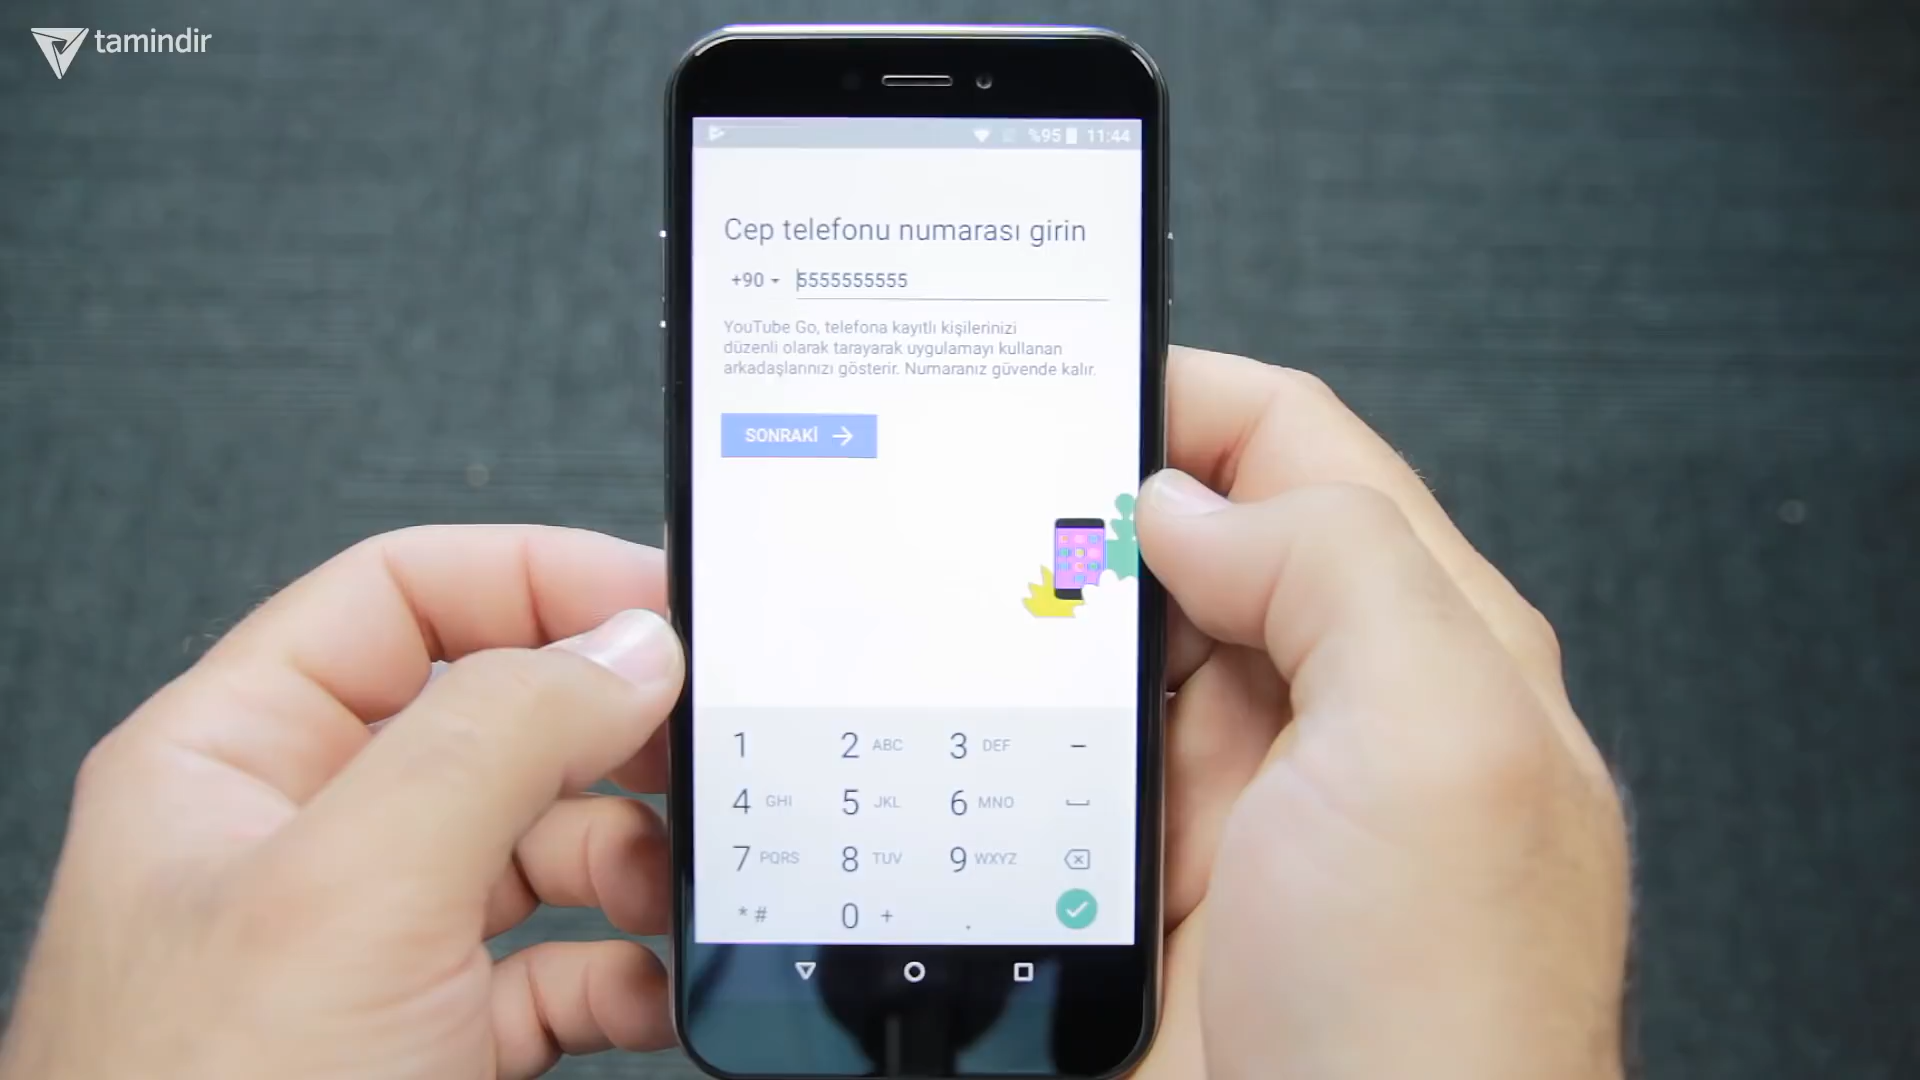 tamindir
%95 11:44
Cep telefonu numarası girin
+90 5555555555
YouTube Go, telefona kayıtlı kişilerinizi
düzenli olarak tarayarak uygulamayı kullanan
arkadaşlarınızı gösterir. Numaranız güvende kalır.
SONRAKİ
1 2 ABC 3 DEF –
4 GHI 5 JKL 6 MNO
7 PQRS 8 TUV 9 WXYZ
* # 0 + .